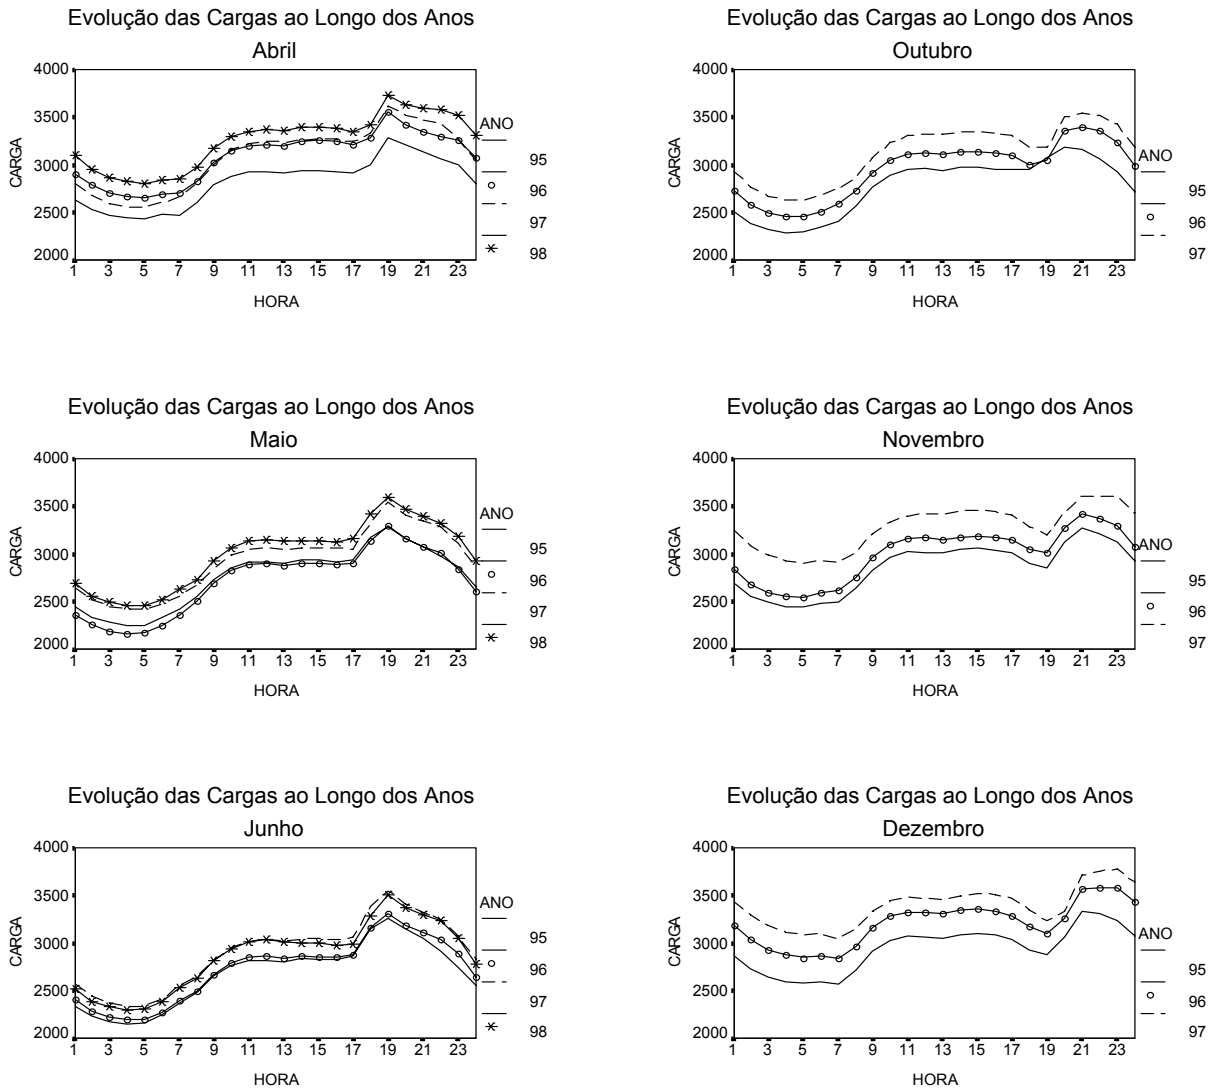 Evolução das Cargas ao Longo dos Anos
Abril
4000
3500
3000
2500
2000
CARGA
1 3 5 7 9 11 13 15 17 19 21 23
HORA
ANO
95
96
97
98
Evolução das Cargas ao Longo dos Anos
Outubro
4000
3500
3000
2500
2000
CARGA
1 3 5 7 9 11 13 15 17 19 21 23
HORA
ANO
95
96
97
Evolução das Cargas ao Longo dos Anos
Maio
4000
3500
3000
2500
2000
CARGA
1 3 5 7 9 11 13 15 17 19 21 23
HORA
ANO
95
96
97
98
Evolução das Cargas ao Longo dos Anos
Novembro
4000
3500
3000
2500
2000
CARGA
1 3 5 7 9 11 13 15 17 19 21 23
HORA
ANO
95
96
97
Evolução das Cargas ao Longo dos Anos
Junho
4000
3500
3000
2500
2000
CARGA
1 3 5 7 9 11 13 15 17 19 21 23
HORA
ANO
95
96
97
98
Evolução das Cargas ao Longo dos Anos
Dezembro
4000
3500
3000
2500
2000
CARGA
1 3 5 7 9 11 13 15 17 19 21 23
HORA
ANO
95
96
97